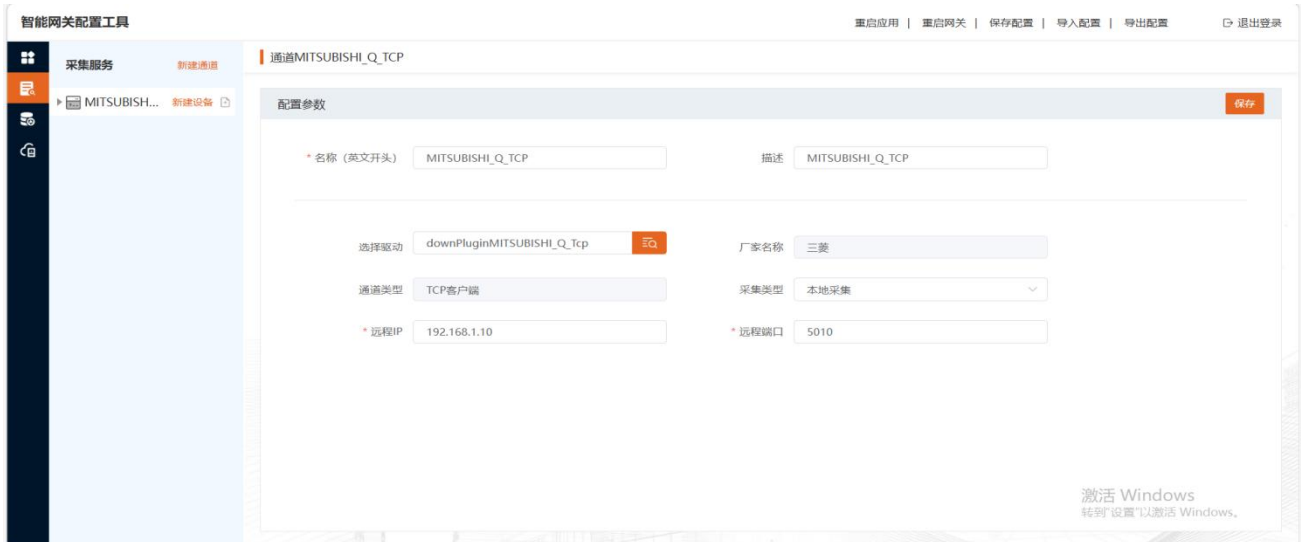 智能网关配置工具
重启应用 | 重启网关 | 保存配置 | 导入配置 | 导出配置 退出登录
采集服务 新建通道
通道MITSUBISHI_Q_TCP
MITSUBISH... 新建设备
配置参数 保存
* 名称（英文开头） MITSUBISHI_Q_TCP 描述 MITSUBISHI_Q_TCP
选择驱动 downPluginMITSUBISHI_Q_Tcp 厂家名称 三菱
通道类型 TCP客户端 采集类型 本地采集
* 远程IP 192.168.1.10 * 远程端口 5010
激活 Windows
转到"设置"以激活 Windows。